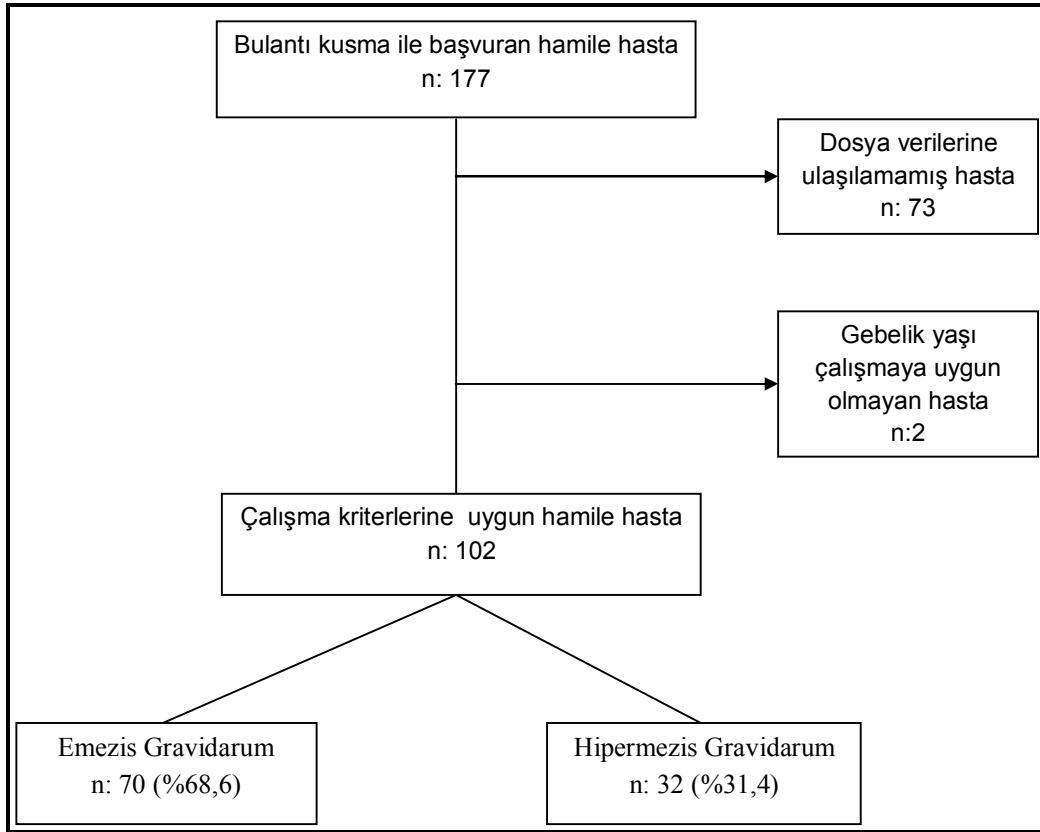 Bulantı kusma ile başvuran hamile hasta
n: 177
Dosya verilerine
ulaşılamamış hasta
n: 73
Gebelik yaşı
çalışmaya uygun
olmayan hasta
n:2
Çalışma kriterlerine  uygun hamile hasta
n: 102
Emezis Gravidarum
n: 70 (%68,6)
Hipermezis Gravidarum
n: 32 (%31,4)